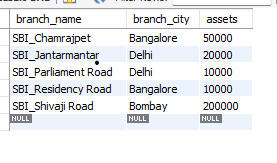 branch_name branch_city assets
SBI_Chamrajpet Bangalore 50000
SBI_Jantarmantar Delhi 20000
SBI_Parliament Road Delhi 10000
SBI_Residency Road Bangalore 10000
SBI_Shivaji Road Bombay 200000
NULL NULL NULL